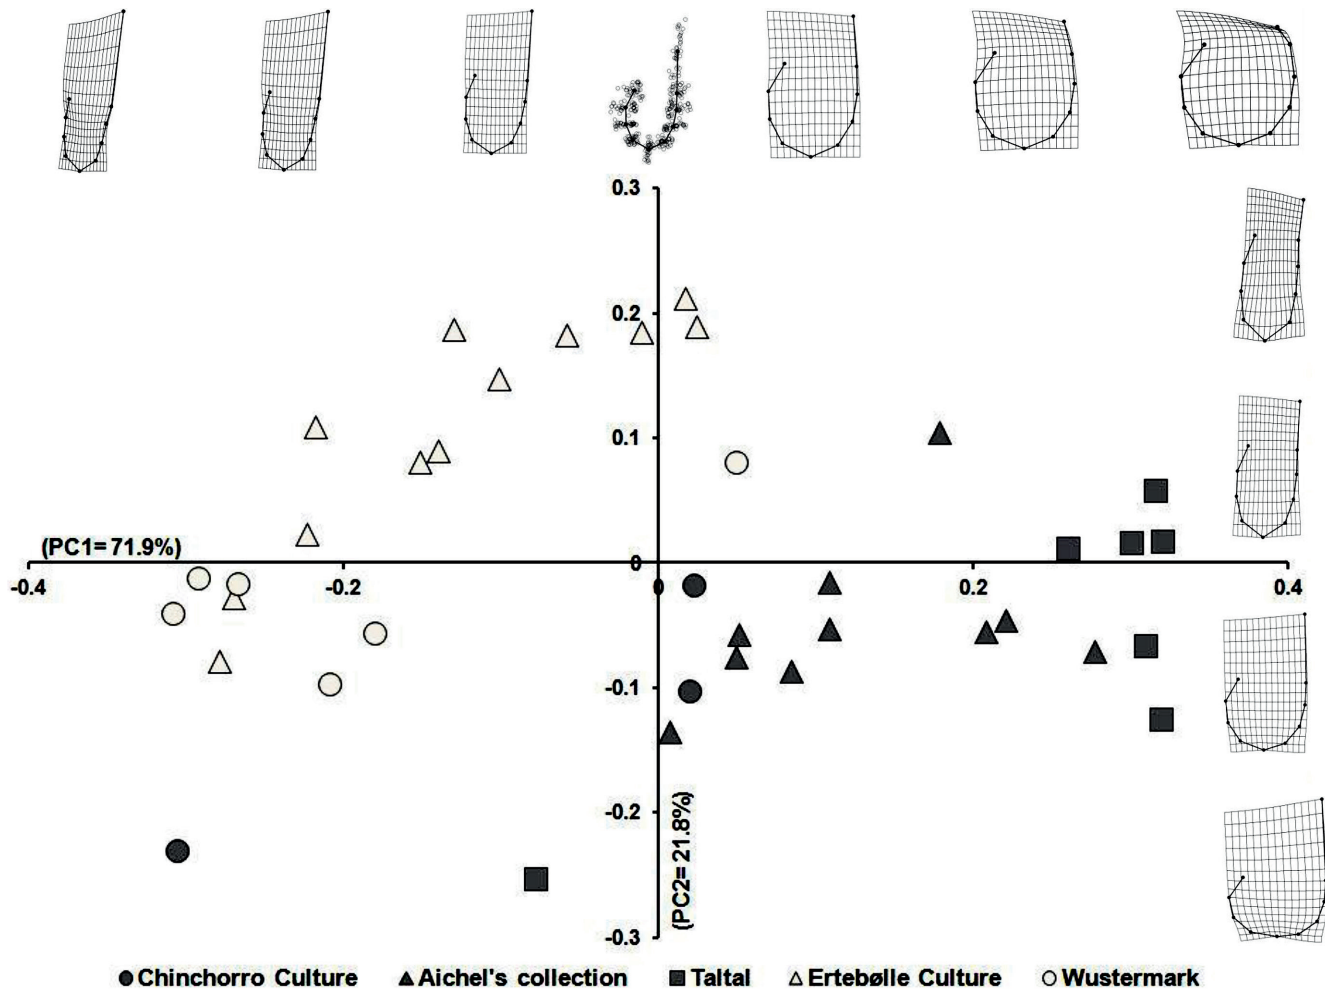 0.3
0.2
0.1
(PC1= 71.9%)
0
-0.4
-0.2
0
0.2
0.4
-0.1
-0.2
(PC2= 21.8%)
-0.3
Chinchorro Culture
Aichel's collection
Taltal
Ertebølle Culture
Wustermark